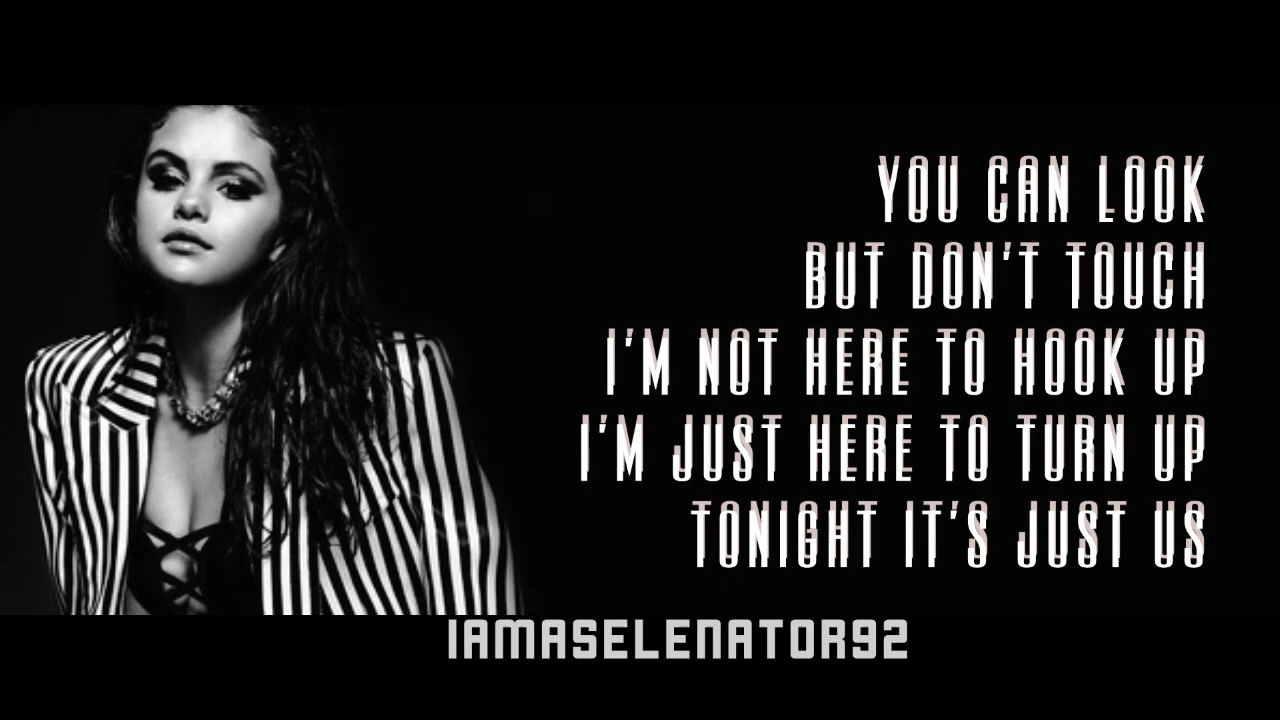 YOU CAN LOOK
BUT DON'T TOUCH
I'M NOT HERE TO HOOK UP
I'M JUST HERE TO TURN UP
TONIGHT IT'S JUST US
IAMASELENATOR92